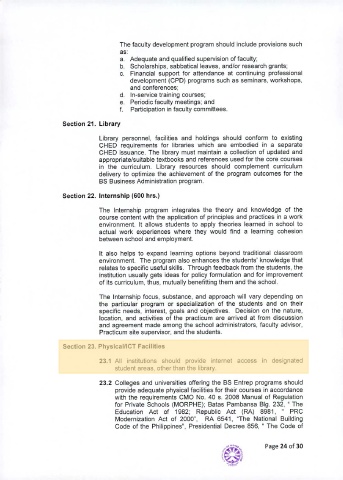 The faculty development program should include provisions such
as:
a. Adequate and qualified supervision of faculty;
b. Scholarships, sabbatical leaves, and/or research grants;
c. Financial support for attendance at continuing professional
development (CPD) programs such as seminars, workshops,
and conferences;
d. In-service training courses;
e. Periodic faculty meetings; and
f. Participation in faculty committees.
Section 21. Library
Library personnel, facilities and holdings should conform to existing
CHED requirements for libraries which are embodied in a separate
CHED issuance. The library must maintain a collection of updated and
appropriate/suitable textbooks and references used for the core courses
in the curriculum. Library resources should complement curriculum
delivery to optimize the achievement of the program outcomes for the
BS Business Administration program.
Section 22. Internship (600 hrs.)
The Internship program integrates the theory and knowledge of the
course content with the application of principles and practices in a work
environment. It allows students to apply theories learned in school to
actual work experiences where they would find a learning cohesion
between school and employment.
It also helps to expand learning options beyond traditional classroom
environment. The program also enhances the students' knowledge that
relates to specific useful skills. Through feedback from the students, the
institution usually gets ideas for policy formulation and for improvement
of its curriculum, thus, mutually benefitting them and the school.
The Internship focus, substance, and approach will vary depending on
the particular program or specialization of the students and on their
specific needs, interest, goals and objectives. Decision on the nature,
location, and activities of the practicum are arrived at from discussion
and agreement made among the school administrators, faculty advisor,
Practicum site supervisor, and the students.
Section 23. Physical/ICT Facilities
23.1 All institutions should provide internet access in designated
student areas, other than the library.
23.2 Colleges and universities offering the BS Entrep programs should
provide adequate physical facilities for their courses in accordance
with the requirements CMO No. 40 s. 2008 Manual of Regulation
for Private Schools (MORPHE); Batas Pambansa Blg. 232, " The
Education Act of 1982; Republic Act (RA) 8981, " PRC
Modernization Act of 2000", RA 6541, "The National Building
Code of the Philippines", Presidential Decree 856, " The Code of
Page 24 of 30